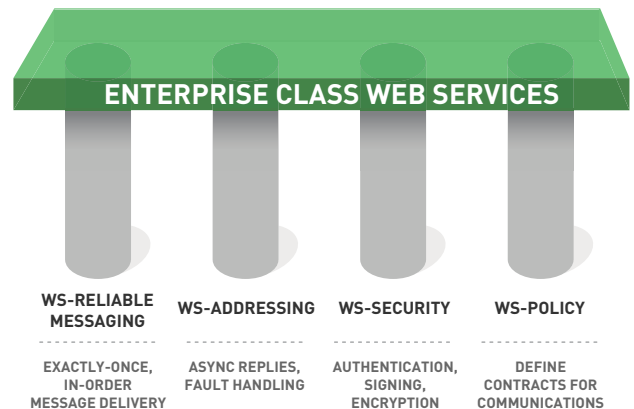 ENTERPRISE CLASS WEB SERVICES
WS-RELIABLE
MESSAGING
WS-ADDRESSING
WS-SECURITY
WS-POLICY
EXACTLY-ONCE,
IN-ORDER
MESSAGE DELIVERY
ASYNC REPLIES,
FAULT HANDLING
AUTHENTICATION,
SIGNING,
ENCRYPTION
DEFINE
CONTRACTS FOR
COMMUNICATIONS